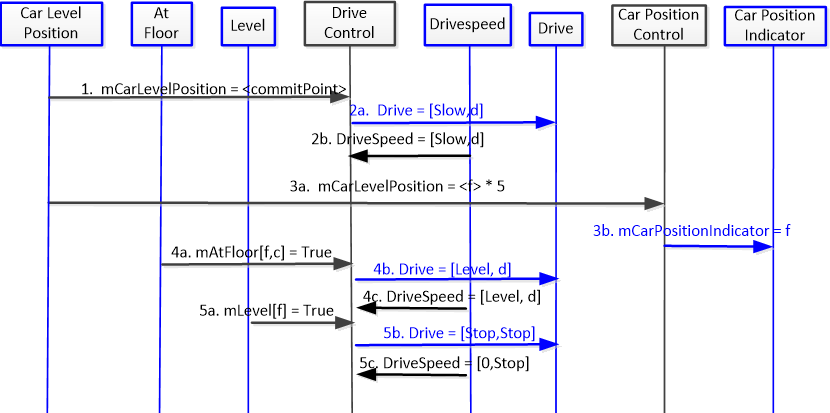 Car Level
Position
At
Floor
Level
Drive
Control
Drivespeed
Drive
Car Position
Control
Car Position
Indicator
1. mCarLevelPosition = <commitPoint>
2a. Drive = [Slow,d]
2b. DriveSpeed = [Slow,d]
3a. mCarLevelPosition = <f> * 5
3b. mCarPositionIndicator = f
4a. mAtFloor[f,c] = True
4b. Drive = [Level, d]
4c. DriveSpeed = [Level, d]
5a. mLevel[f] = True
5b. Drive = [Stop,Stop]
5c. DriveSpeed = [0,Stop]